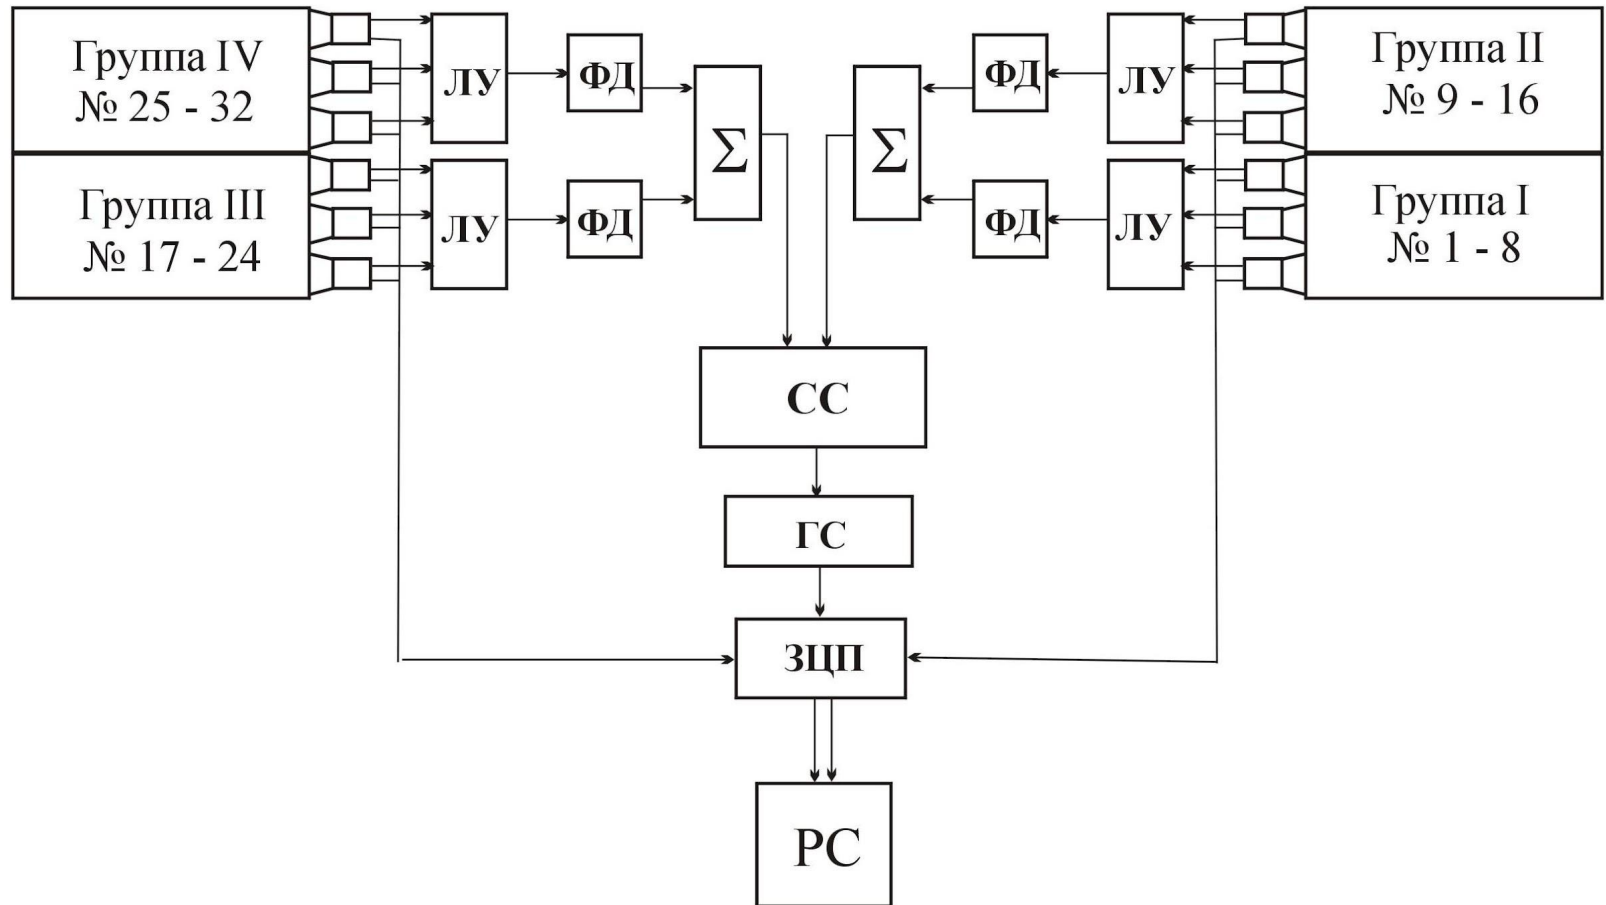 Группа IV
№ 25 - 32
ЛУ
ФД
Σ
Σ
ФД
ЛУ
Группа II
№ 9 - 16
Группа III
№ 17 - 24
ЛУ
ФД
ФД
ЛУ
Группа I
№ 1 - 8
СС
ГС
ЗЦП
РС